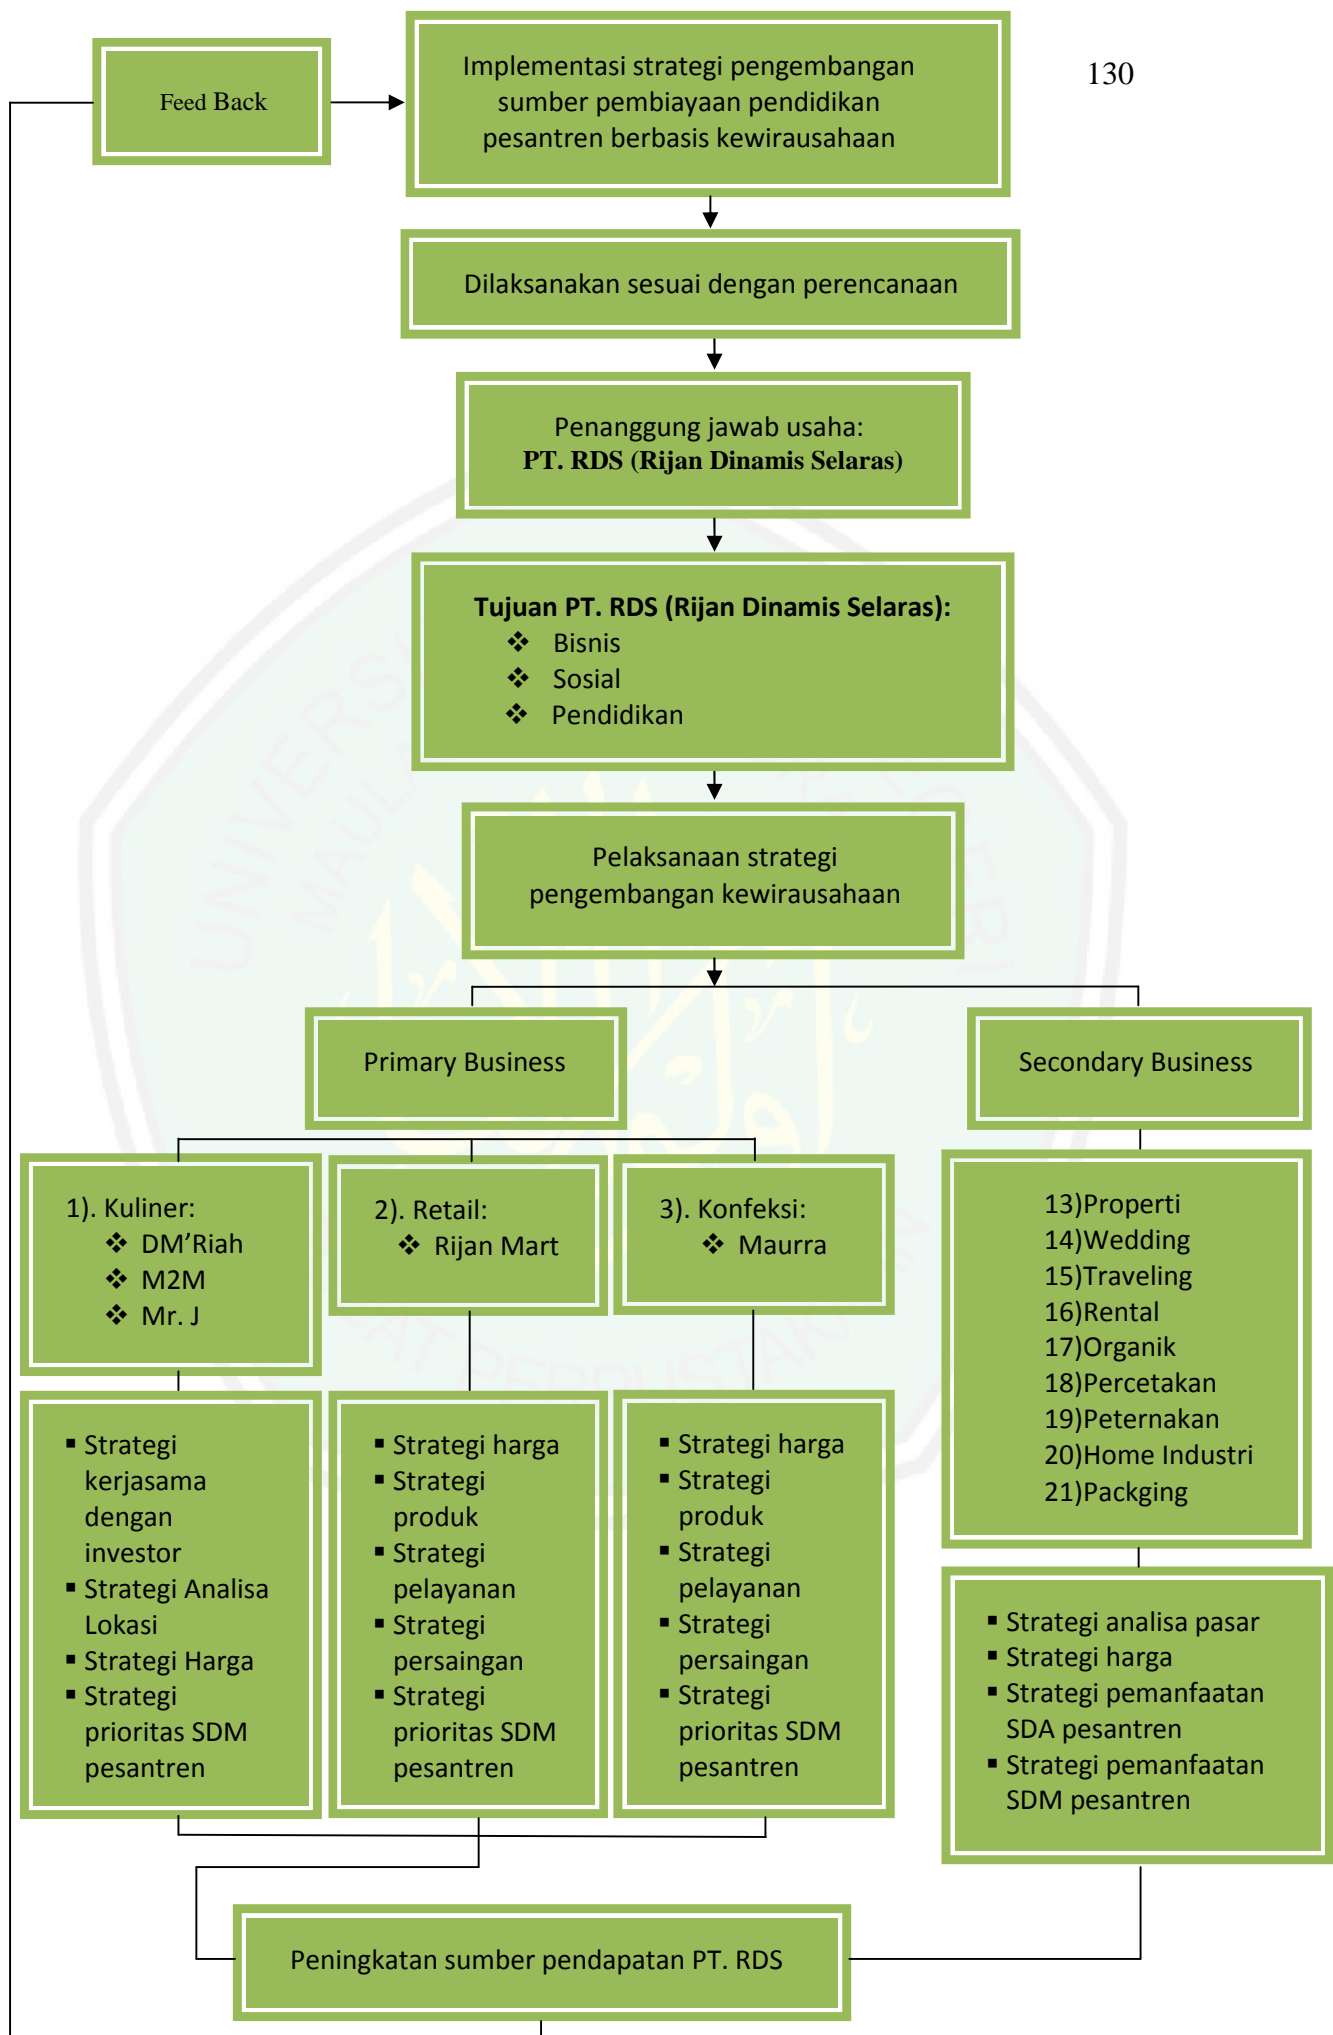 130
Feed Back
Implementasi strategi pengembangan
sumber pembiayaan pendidikan
pesantren berbasis kewirausahaan
Dilaksanakan sesuai dengan perencanaan
Penanggung jawab usaha:
PT. RDS (Rijan Dinamis Selaras)
Tujuan PT. RDS (Rijan Dinamis Selaras):
❖ Bisnis
❖ Sosial
❖ Pendidikan
Pelaksanaan strategi
pengembangan kewirausahaan
Primary Business
Secondary Business
1). Kuliner:
❖ DM’Riah
❖ M2M
❖ Mr. J
2). Retail:
❖ Rijan Mart
3). Konfeksi:
❖ Maurra
13)Properti
14)Wedding
15)Traveling
16)Rental
17)Organik
18)Percetakan
19)Peternakan
20)Home Industri
21)Packging
▪ Strategi
kerjasama
dengan
investor
▪ Strategi Analisa
Lokasi
▪ Strategi Harga
▪ Strategi
prioritas SDM
pesantren
▪ Strategi harga
▪ Strategi
produk
▪ Strategi
pelayanan
▪ Strategi
persaingan
▪ Strategi
prioritas SDM
pesantren
▪ Strategi harga
▪ Strategi
produk
▪ Strategi
pelayanan
▪ Strategi
persaingan
▪ Strategi
prioritas SDM
pesantren
▪ Strategi analisa pasar
▪ Strategi harga
▪ Strategi pemanfaatan
SDA pesantren
▪ Strategi pemanfaatan
SDM pesantren
Peningkatan sumber pendapatan PT. RDS